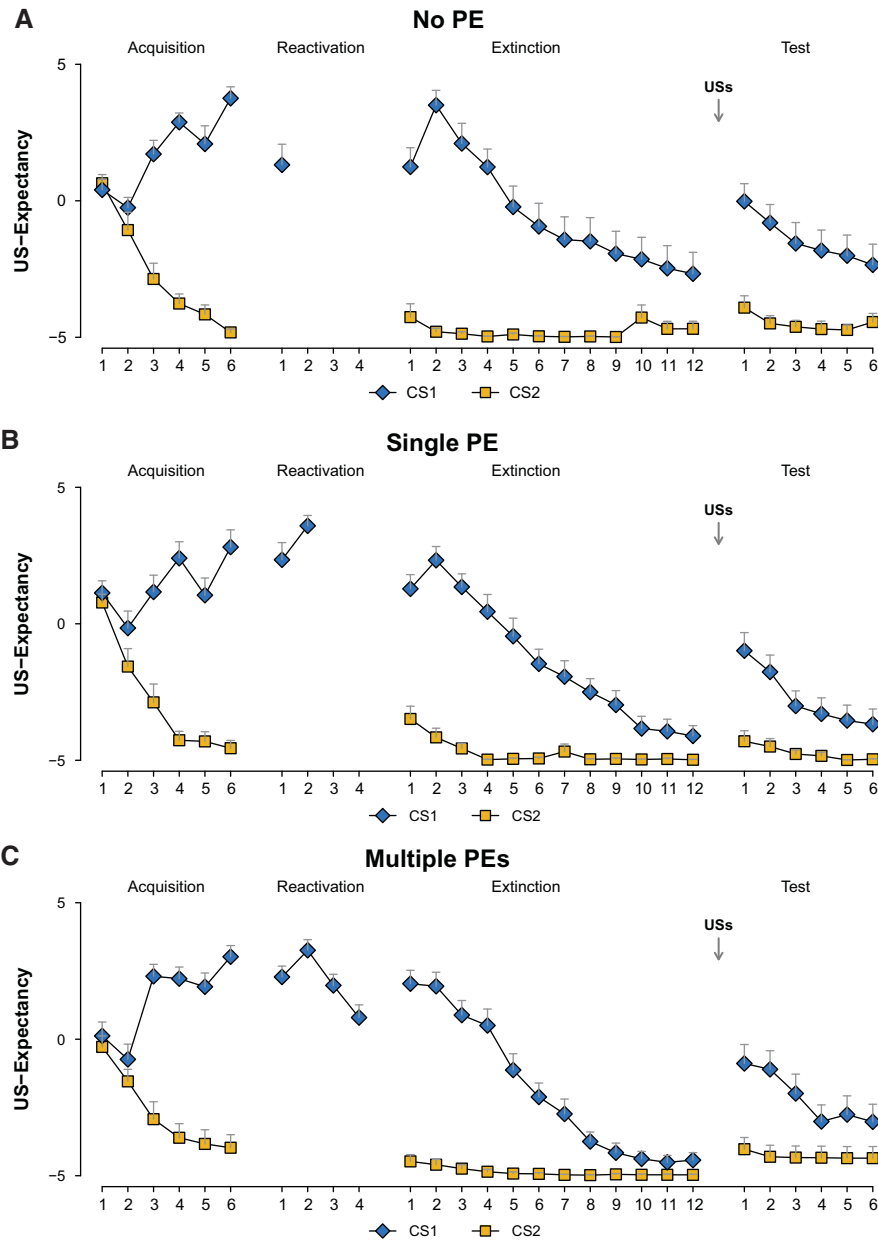 A
No PE
Acquisition Reactivation Extinction Test
US−Expectancy
5
0
−5
USs
1 2 3 4 5 6 1 2 3 4 1 2 3 4 5 6 7 8 9 10 11 12 1 2 3 4 5 6
CS1 CS2
B
Single PE
Acquisition Reactivation Extinction Test
US−Expectancy
5
0
−5
USs
1 2 3 4 5 6 1 2 3 4 1 2 3 4 5 6 7 8 9 10 11 12 1 2 3 4 5 6
CS1 CS2
C
Multiple PEs
Acquisition Reactivation Extinction Test
US−Expectancy
5
0
−5
USs
1 2 3 4 5 6 1 2 3 4 1 2 3 4 5 6 7 8 9 10 11 12 1 2 3 4 5 6
CS1 CS2